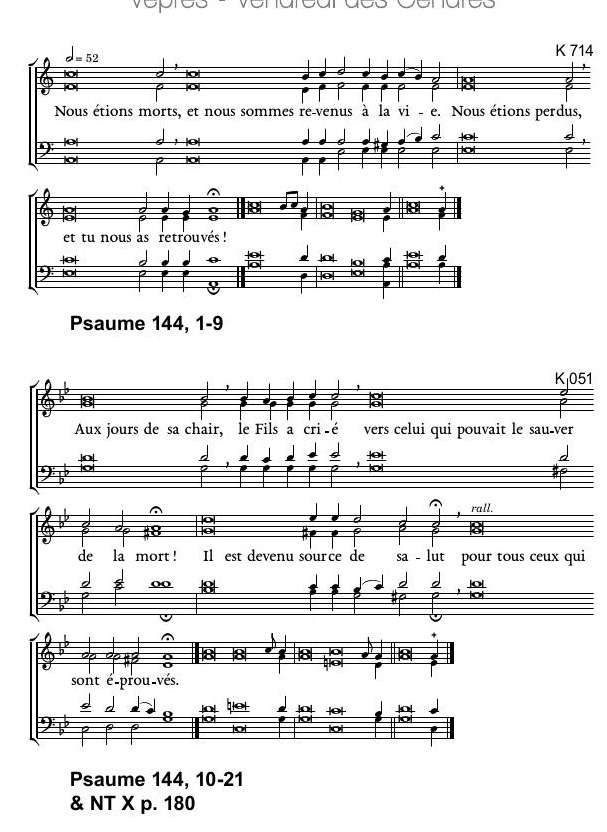 Vêpres - Vendredi des Cendres
K 714
= 52
Nous étions morts, et nous sommes re-venus à la vi - e. Nous étions perdus,
et tu nous as retrouvés !
Psaume 144, 1-9
K 051
Aux jours de sa chair, le Fils a cri-é vers celui qui pouvait le sau-ver
rall.
de la mort ! Il est devenu source de sa - lut pour tous ceux qui
sont é-prou-vés.
Psaume 144, 10-21
& NT X p. 180